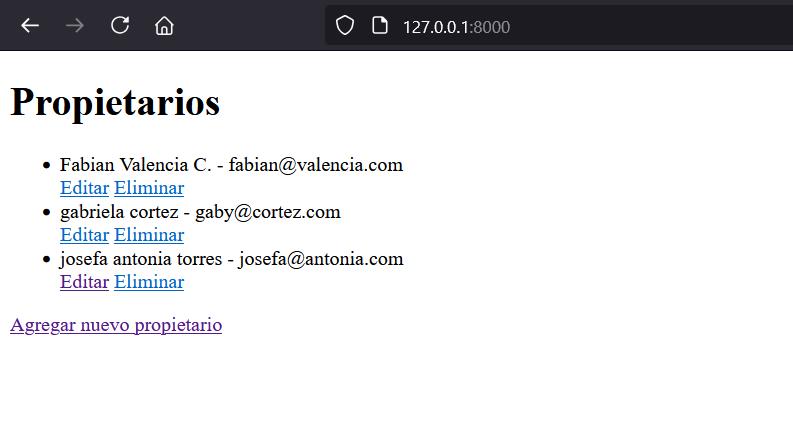 127.0.0.1:8000
Propietarios
Fabian Valencia C. - fabian@valencia.com
Editar Eliminar
gabriela cortez - gaby@cortez.com
Editar Eliminar
josefa antonia torres - josefa@antonia.com
Editar Eliminar
Agregar nuevo propietario